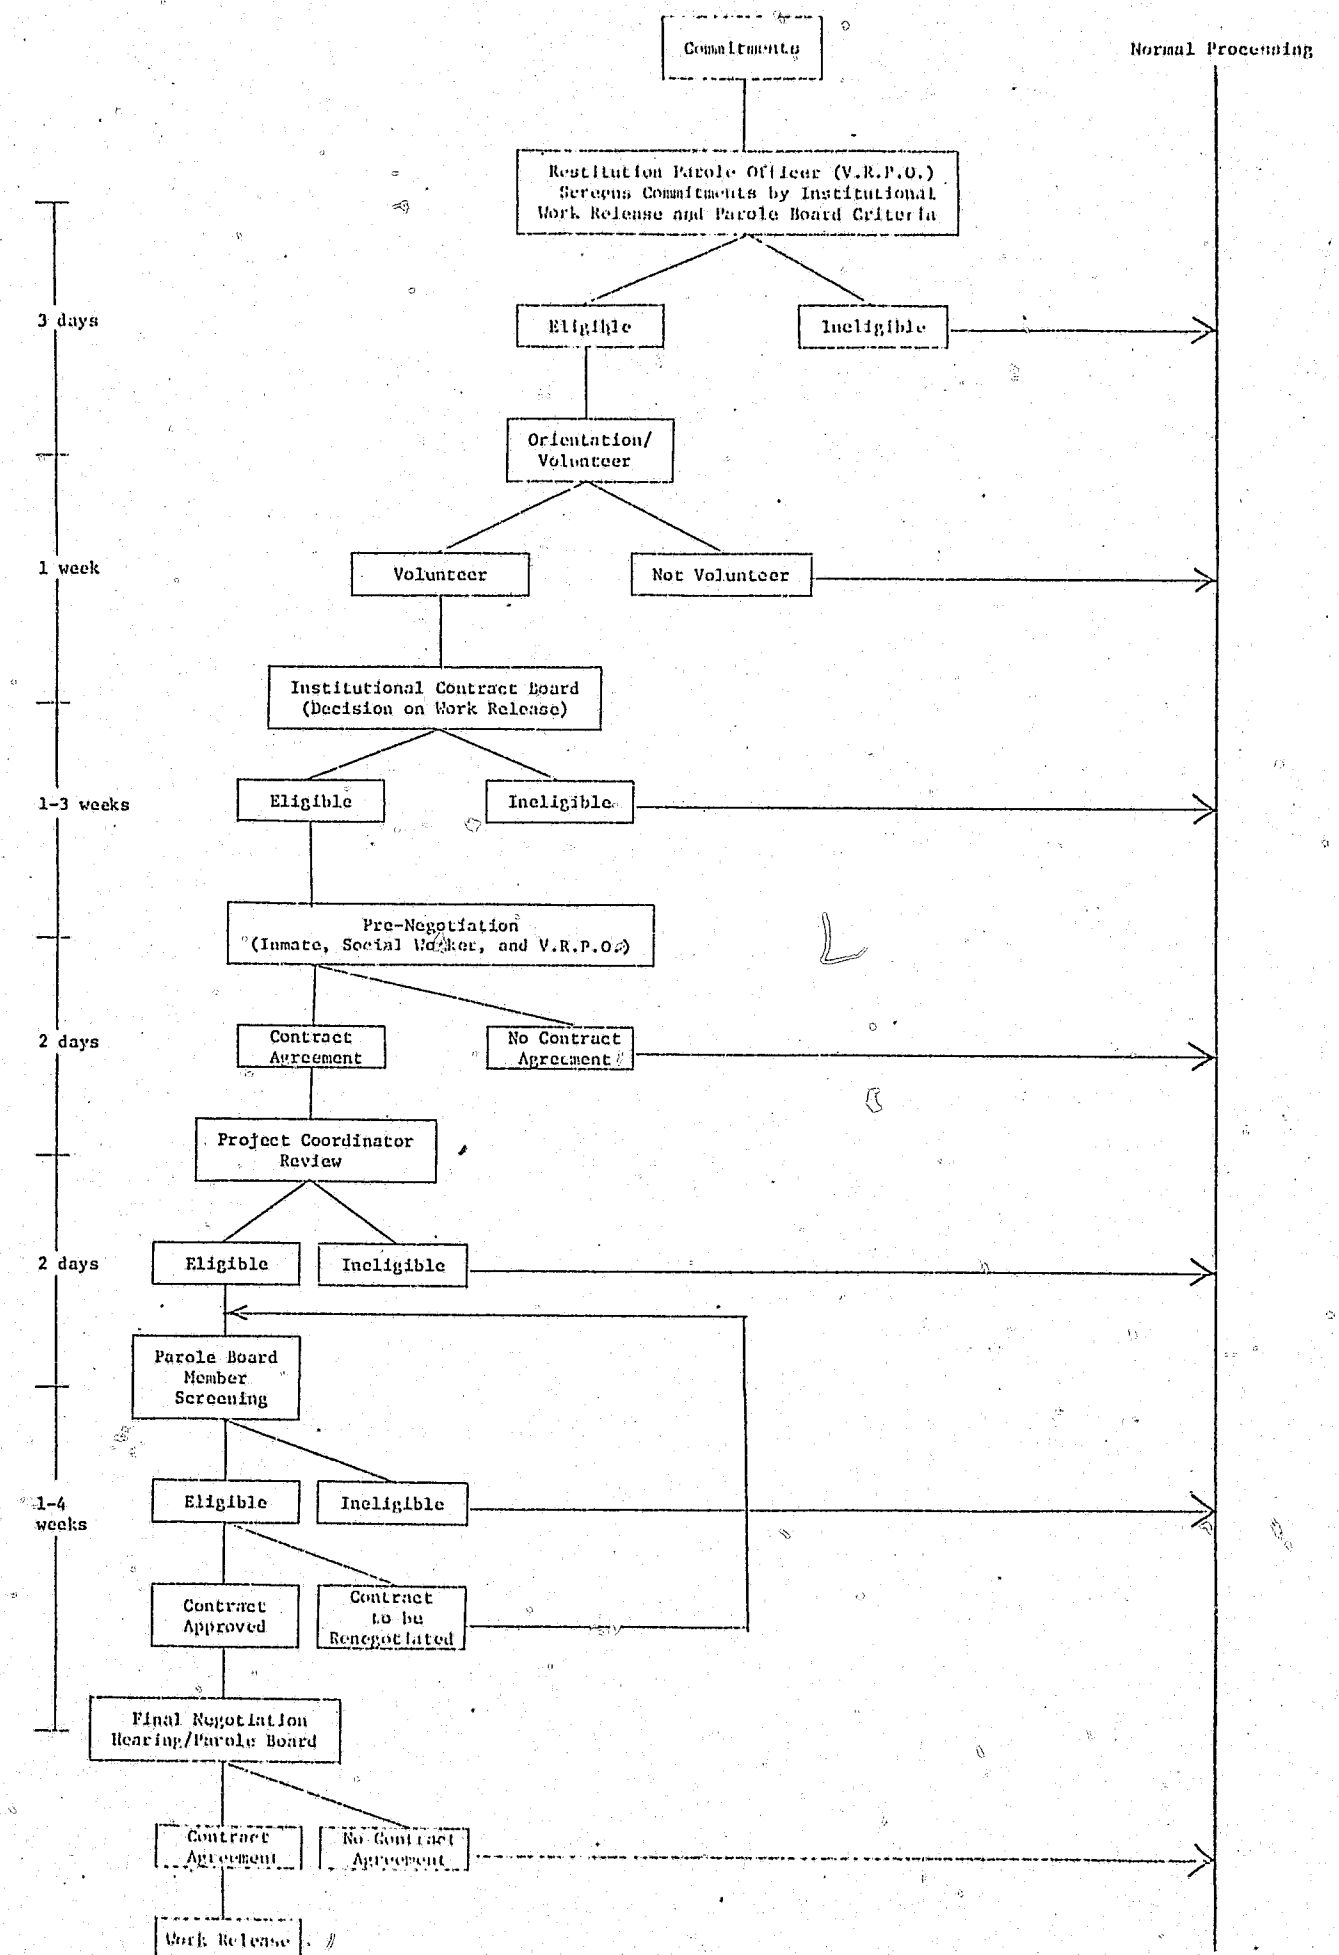 Commitments
Normal Processing
Restitution Parole Officer (V.R.P.O.)
Screens Commitments by Institutional
Work Release and Parole Board Criteria
3 days
Eligible
Ineligible
Orientation/
Volunteer
1 week
Volunteer
Not Volunteer
Institutional Contract Board
(Decision on Work Release)
1-3 weeks
Eligible
Ineligible
Pre-Negotiation
(Inmate, Social Worker, and V.R.P.O.)
2 days
Contract
Agreement
No Contract
Agreement
Project Coordinator
Review
2 days
Eligible
Ineligible
Parole Board
Member
Screening
1-4
weeks
Eligible
Ineligible
Contract
Approved
Contract
to be
Renegotiated
Final Negotiation
Hearing/Parole Board
Contract
Agreement
No Contract
Agreement
Work Release